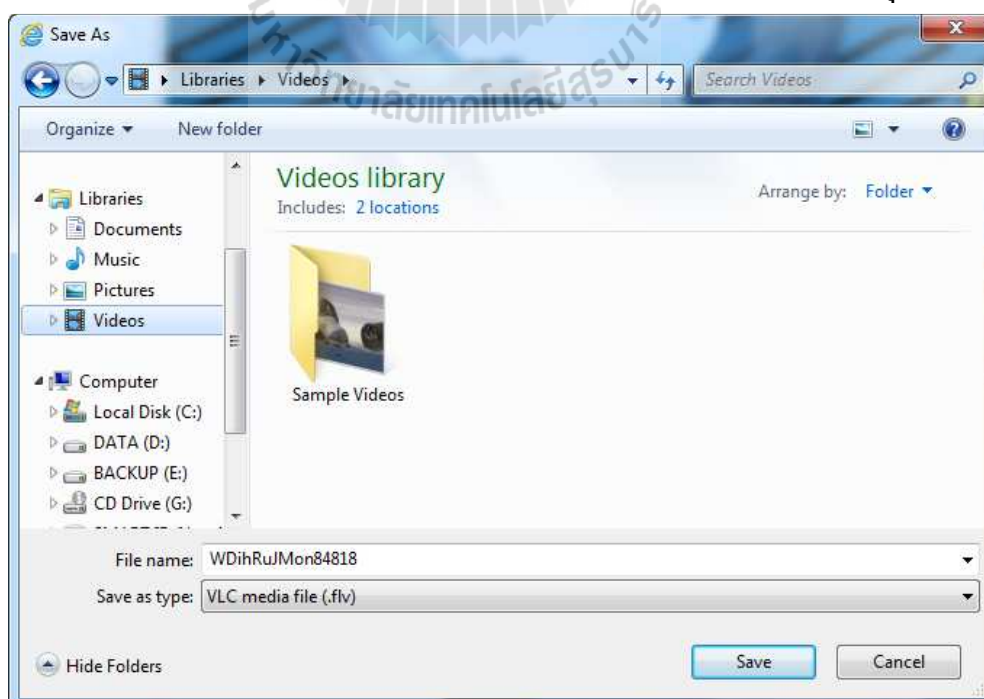 Save As
Libraries Videos
Search Videos
Organize
New folder
Videos library
Includes: 2 locations
Arrange by: Folder
Libraries
Documents
Music
Pictures
Videos
Computer
Local Disk (C:)
DATA (D:)
BACKUP (E:)
CD Drive (G:)
Sample Videos
File name: WDihRuJMon84818
Save as type: VLC media file (.flv)
Hide Folders
Save
Cancel